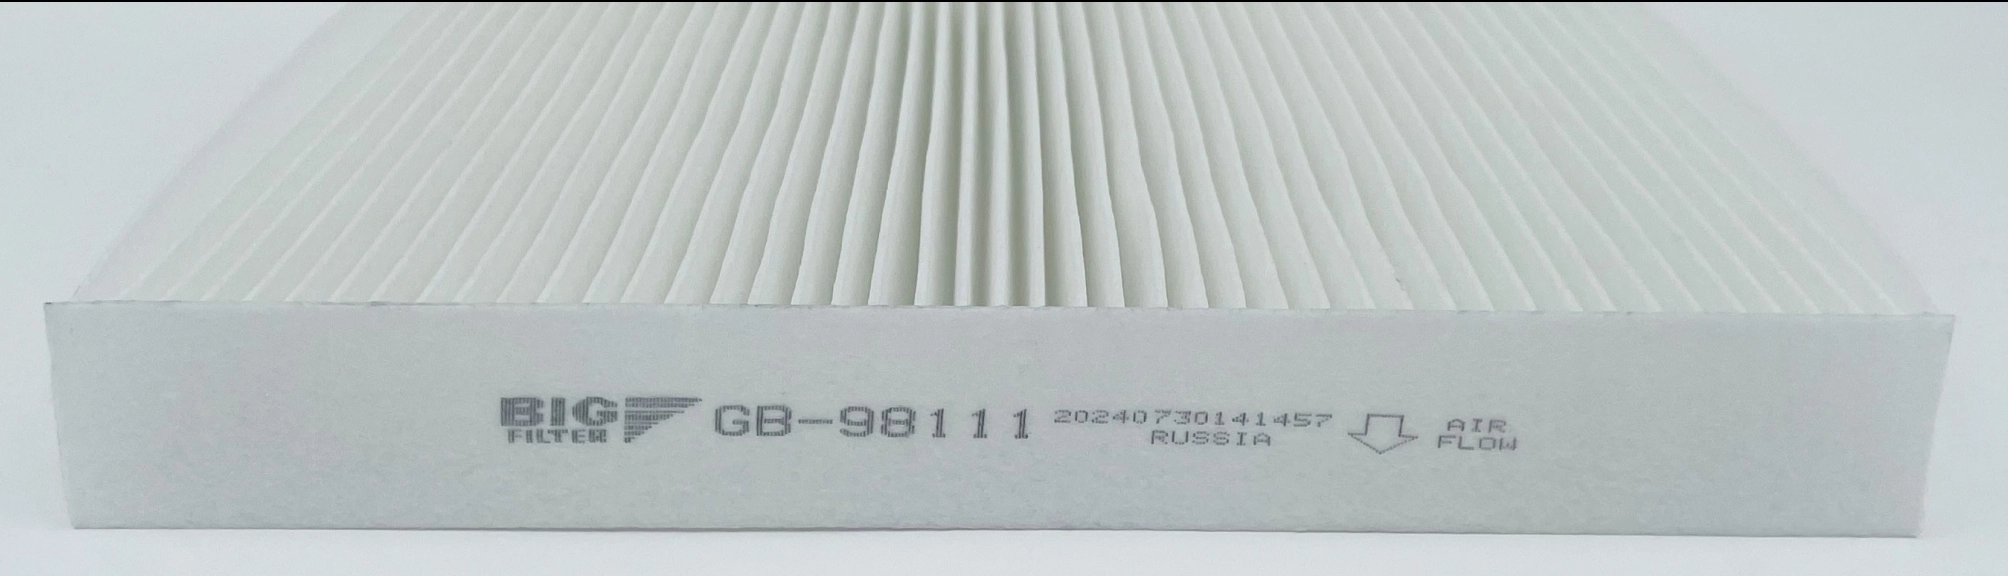 BIG
FILTER
GB-98111
20240730141457
RUSSIA
AIR
FLOW